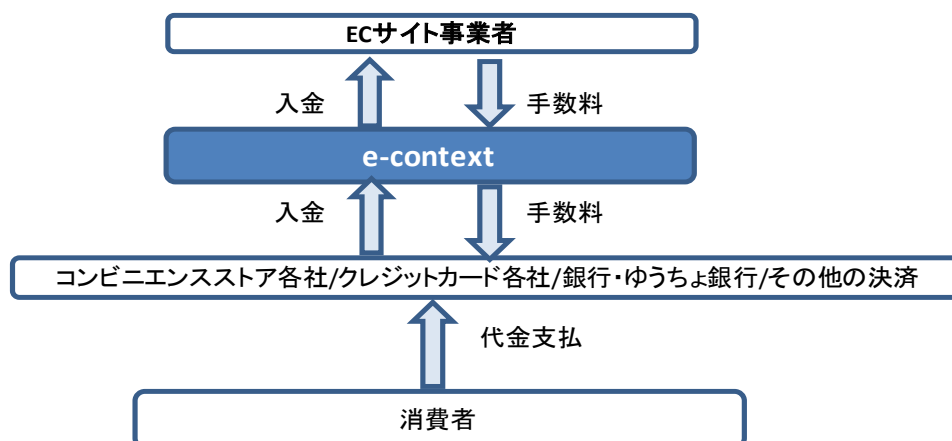 ECサイト事業者
入金
手数料
e-context
入金
手数料
コンビニエンスストア各社/クレジットカード各社/銀行・ゆうちょ銀行/その他の決済
代金支払
消費者